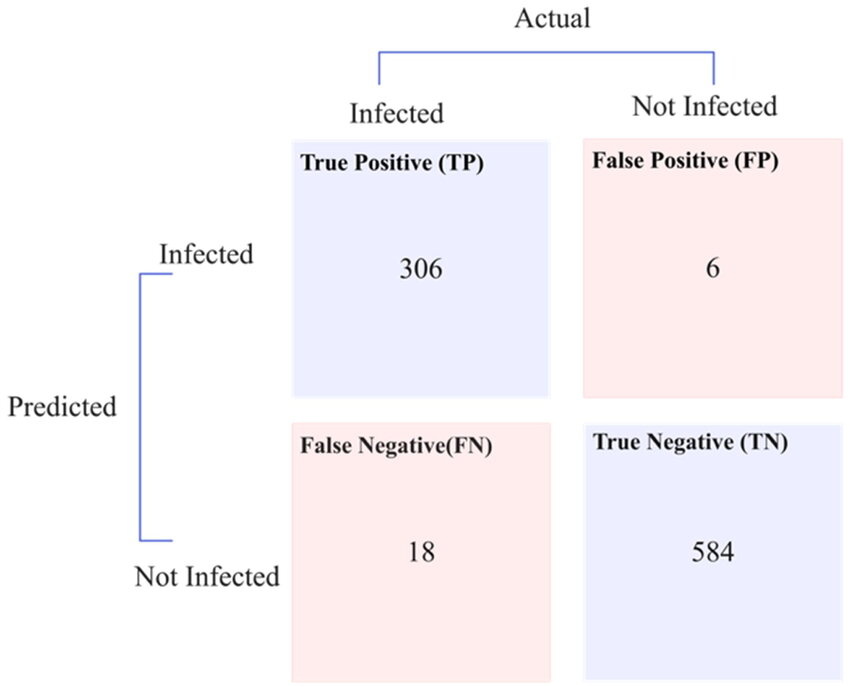 Actual
Infected
Not Infected
True Positive (TP)
False Positive (FP)
Infected
306
6
Predicted
False Negative(FN)
True Negative (TN)
18
584
Not Infected